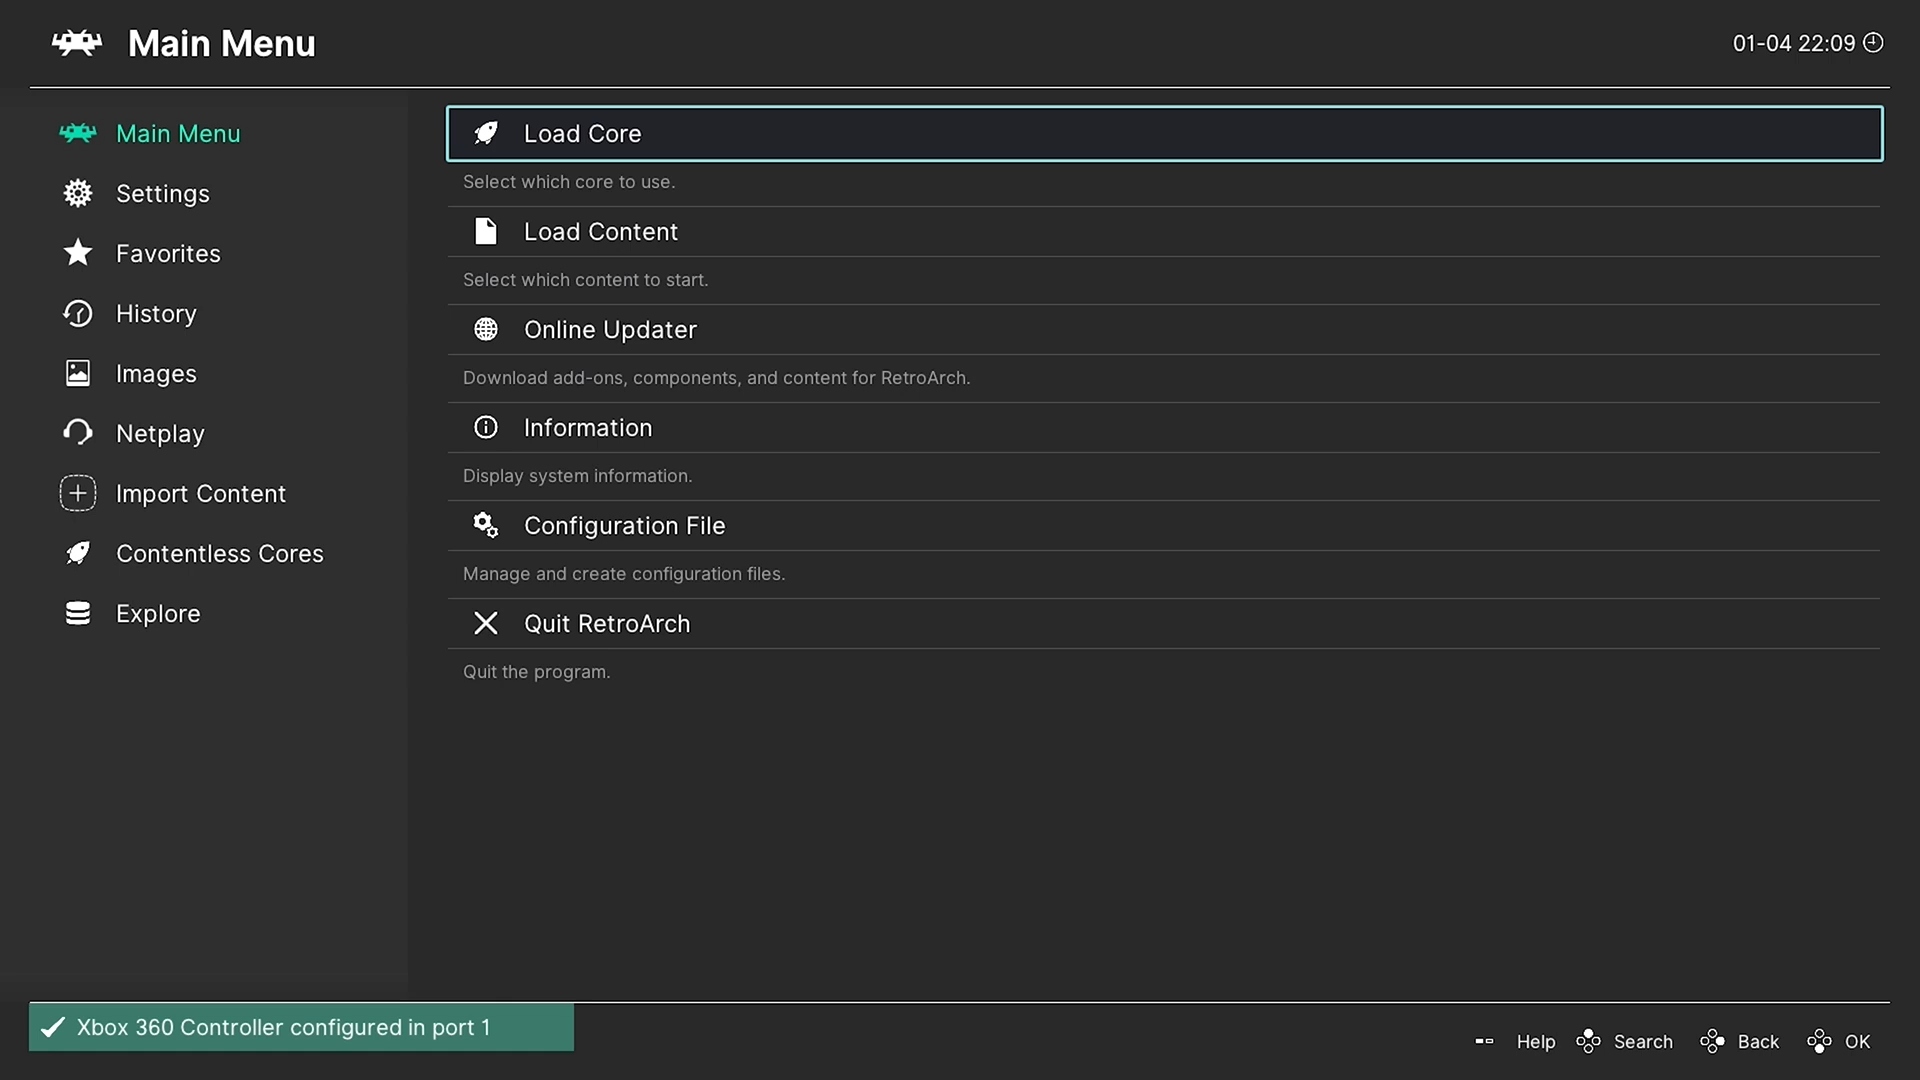 Main Menu
01-04 22:09
Main Menu
Settings
Favorites
History
Images
Netplay
Import Content
Contentless Cores
Explore
Load Core
Select which core to use.
Load Content
Select which content to start.
Online Updater
Download add-ons, components, and content for RetroArch.
Information
Display system information.
Configuration File
Manage and create configuration files.
Quit RetroArch
Quit the program.
Xbox 360 Controller configured in port 1
Help Search Back OK